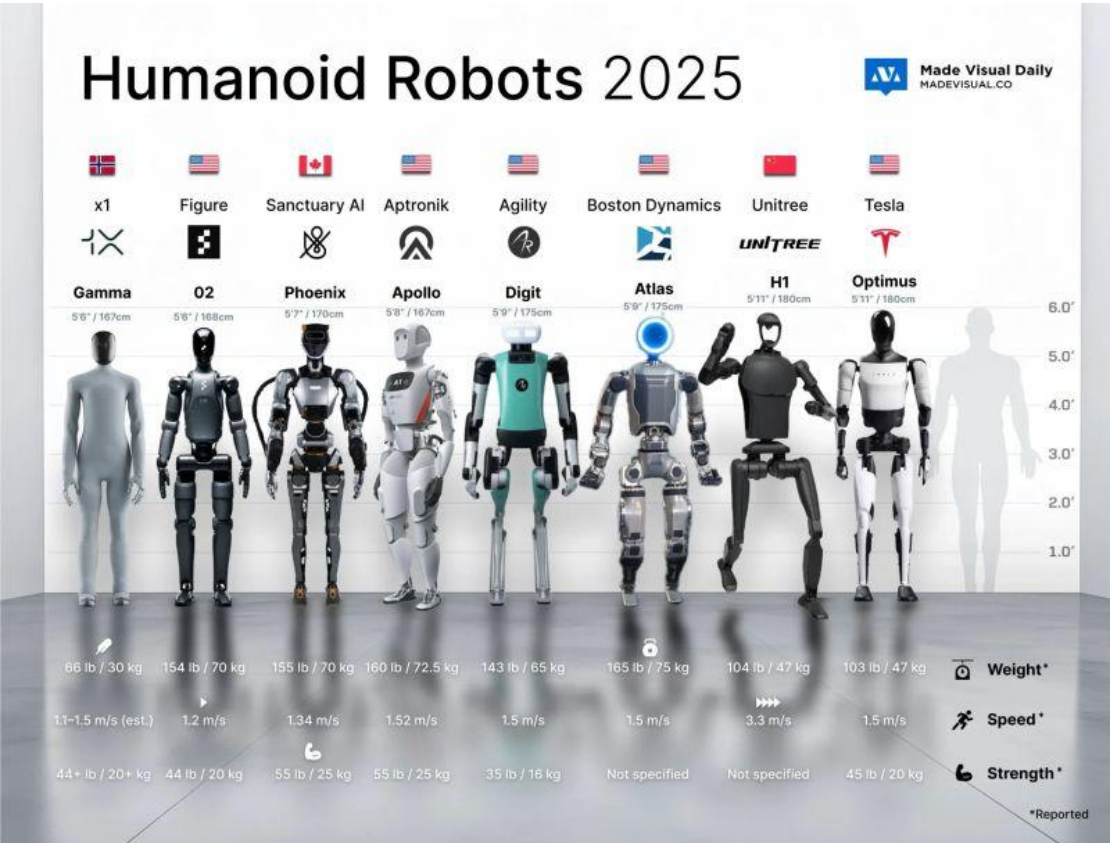 Humanoid Robots 2025
Made Visual Daily
MADEVISUAL.CO
x1 Figure Sanctuary AI Aptronik Agility Boston Dynamics Unitree Tesla
UNITREE
Gamma 02 Phoenix Apollo Digit Atlas H1 Optimus
5'6" / 167cm 5'6" / 168cm 5'7" / 170cm 5'8" / 167cm 5'9" / 175cm 5'9" / 175cm 5'11" / 180cm 5'11" / 180cm
6.0'
5.0'
4.0'
3.0'
2.0'
1.0'
66 lb / 30 kg 154 lb / 70 kg 155 lb / 70 kg 160 lb / 72.5 kg 143 lb / 65 kg 165 lb / 75 kg 104 lb / 47 kg 103 lb / 47 kg Weight*
1.1–1.5 m/s (est.) 1.2 m/s 1.34 m/s 1.52 m/s 1.5 m/s 1.5 m/s 3.3 m/s 1.5 m/s Speed*
44+ lb / 20+ kg 44 lb / 20 kg 55 lb / 25 kg 55 lb / 25 kg 35 lb / 16 kg Not specified Not specified 45 lb / 20 kg Strength*
*Reported